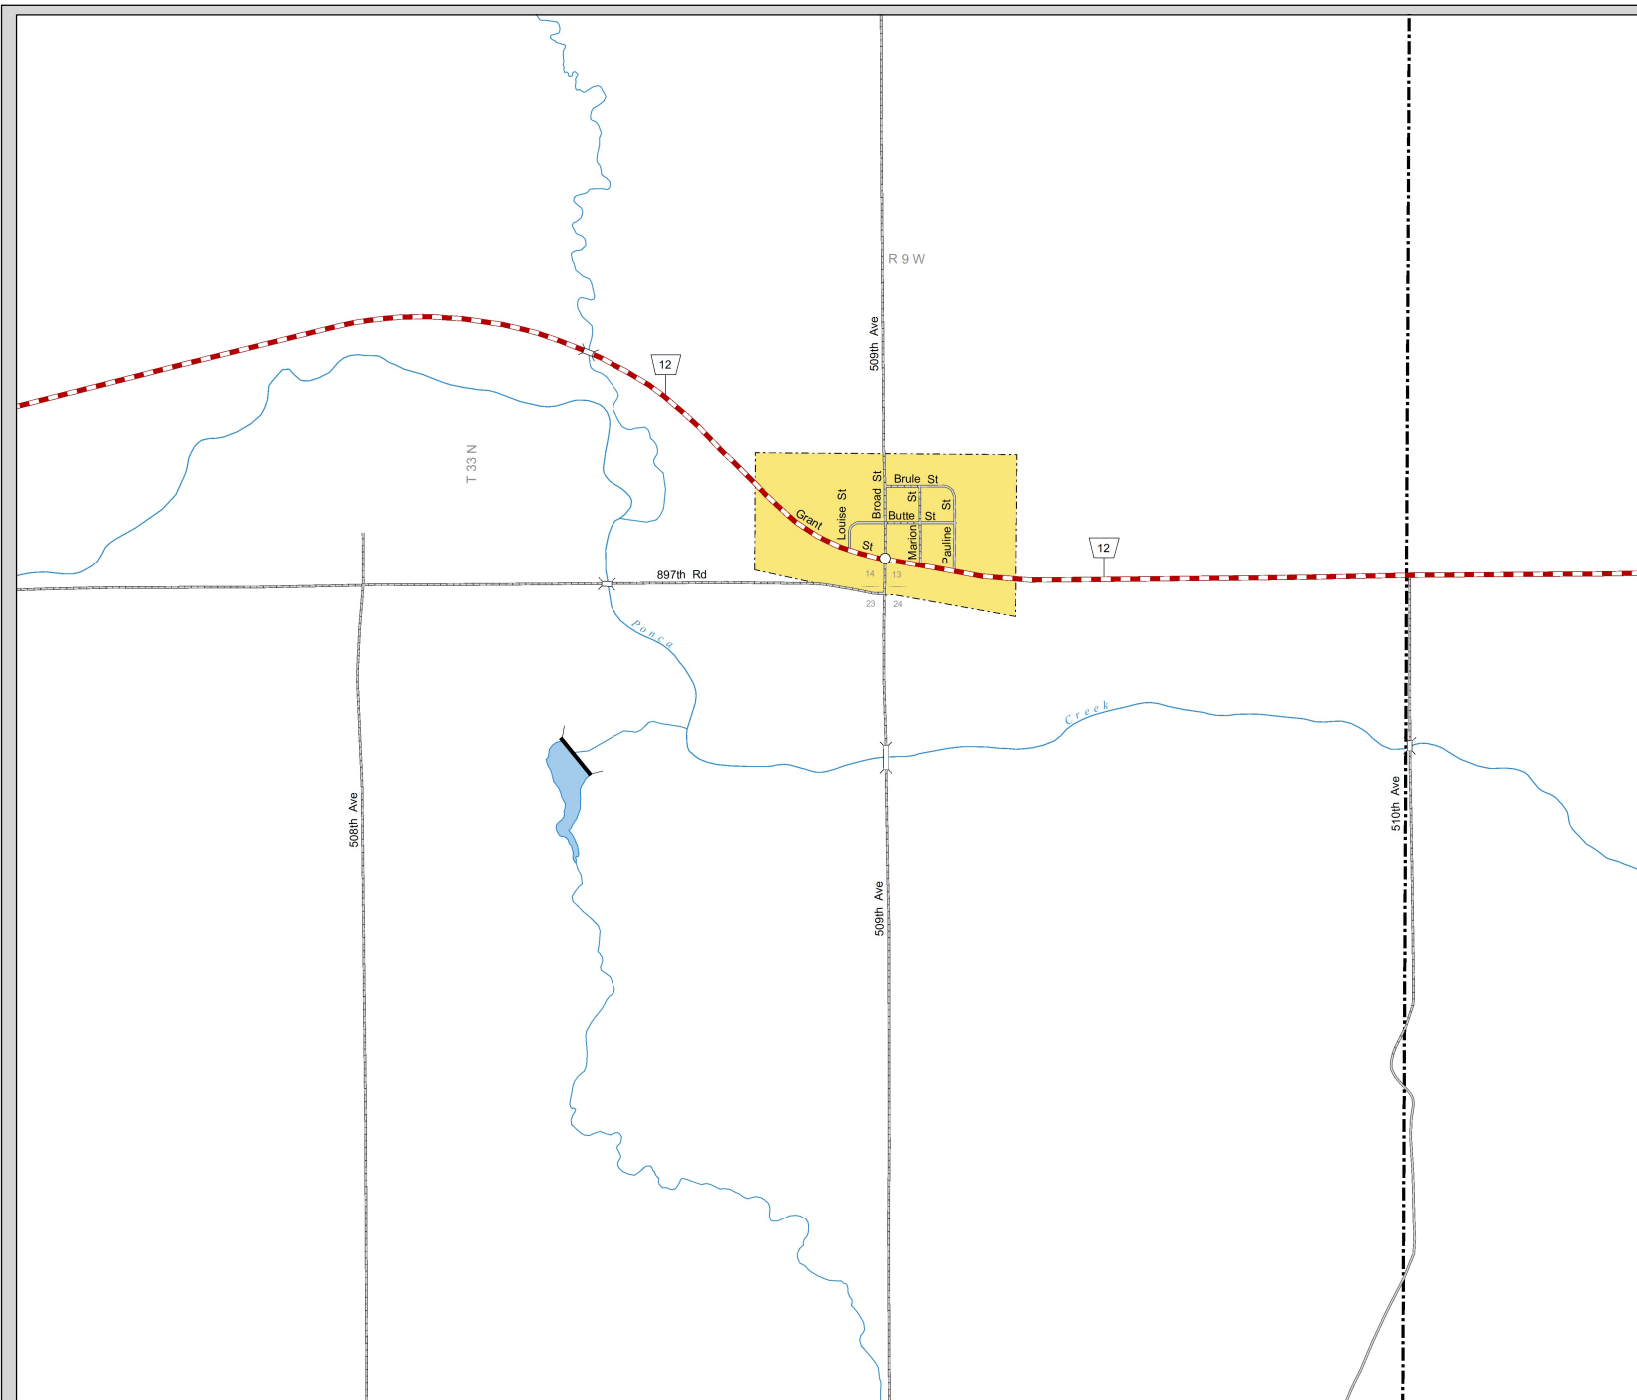 R 9 W
509th Ave
12
T 33 N
Brule St
Broad St
Louise St
Marion St
Pauline St
Butte St
Grant St
12
14 13
23 24
897th Rd
Ponca
Creek
508th Ave
509th Ave
510th Ave